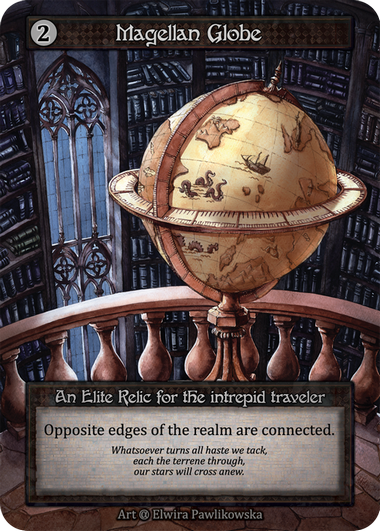 2
Magellan Globe
An Elite Relic for the intrepid traveler
Opposite edges of the realm are connected.
Whatsoever turns all haste we tack,
each the terrene through,
our stars will cross anew.
Art @ Elwira Pawlikowska